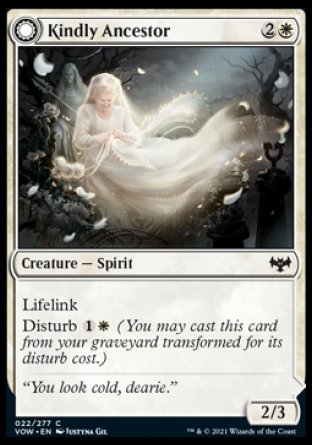 Kindly Ancestor 2
Creature — Spirit
Lifelink
Disturb 1 (You may cast this card
from your graveyard transformed for its
disturb cost.)
“You look cold, dearie.”
2/3
022/277 C
VOW • EN Justyna Gil
™ & © 2021 Wizards of the Coast